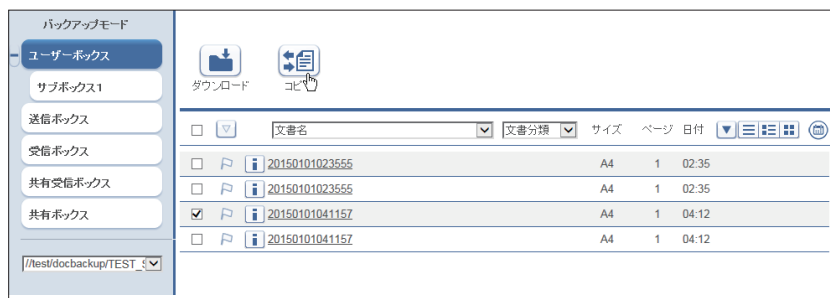 バックアップモード
ユーザーボックス
サブボックス1
送信ボックス
受信ボックス
共有受信ボックス
共有ボックス
//test/docbackup/TEST_S
ダウンロード コピー
文書名 文書分類 サイズ ページ 日付
20150101023555 A4 1 02:35
20150101023555 A4 1 02:35
20150101041157 A4 1 04:12
20150101041157 A4 1 04:12